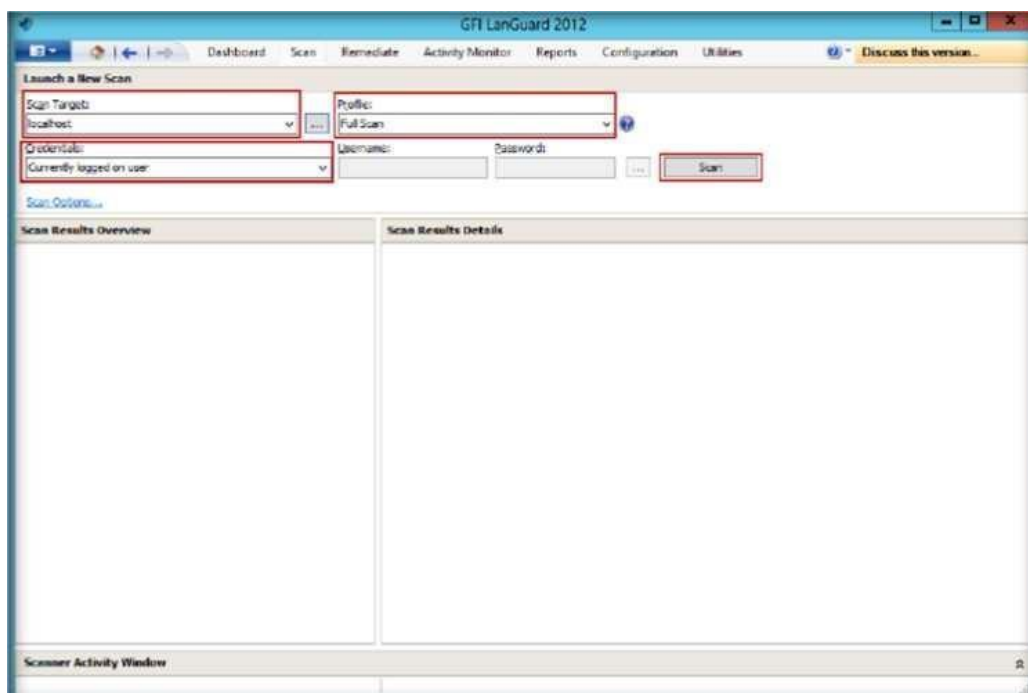 GFI LanGuard 2012
Dashboard Scan Remediate Activity Monitor Reports Configuration Utilities Discuss this version...
Launch a New Scan
Scan Target: Profile:
localhost ... Full Scan
Credentials: Username: Password:
Currently logged on user ... Scan
Scan Options...
Scan Results Overview Scan Results Details
Scanner Activity Window